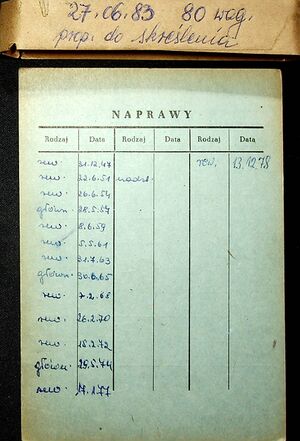 27.06.83 80 wag.
prop. do skreślenia
NAPRAWY
Rodzaj Data Rodzaj Data Rodzaj Data
rew. 31.12.47 rew. 13.12.78
rew. 22.6.51
rew. 26.6.54
główn. 28.5.57
rew. 8.6.59
rew. 5.5.61
rew. 31.7.63
główn. 30.6.65
rew. 7.2.68
rew. 26.2.70
rew. 15.2.72
główn. 29.5.74
rew. 17.1.77